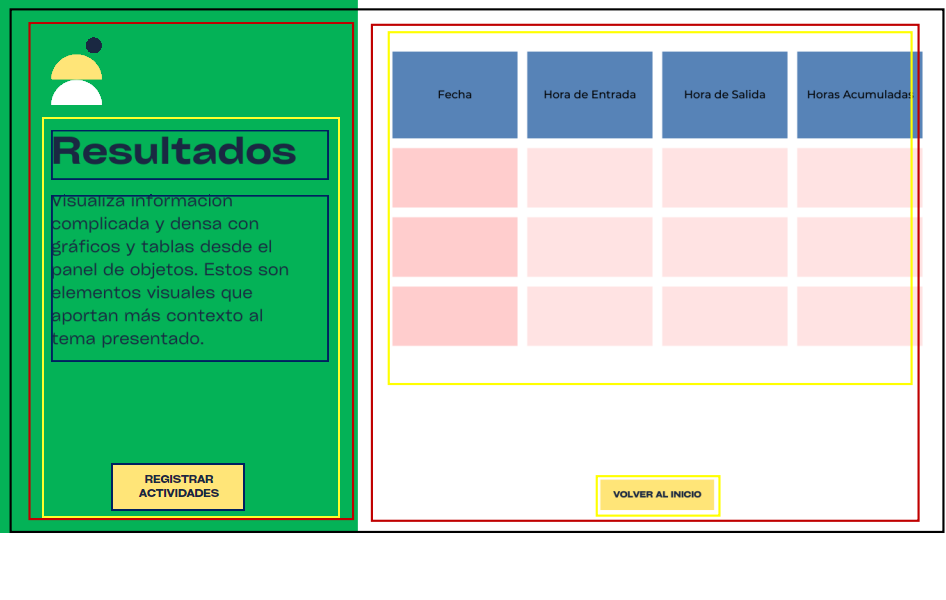 Resultados
Visualiza información
complicada y densa con
gráficos y tablas desde el
panel de objetos. Estos son
elementos visuales que
aportan más contexto al
tema presentado.
REGISTRAR
ACTIVIDADES
Fecha
Hora de Entrada
Hora de Salida
Horas Acumuladas
VOLVER AL INICIO